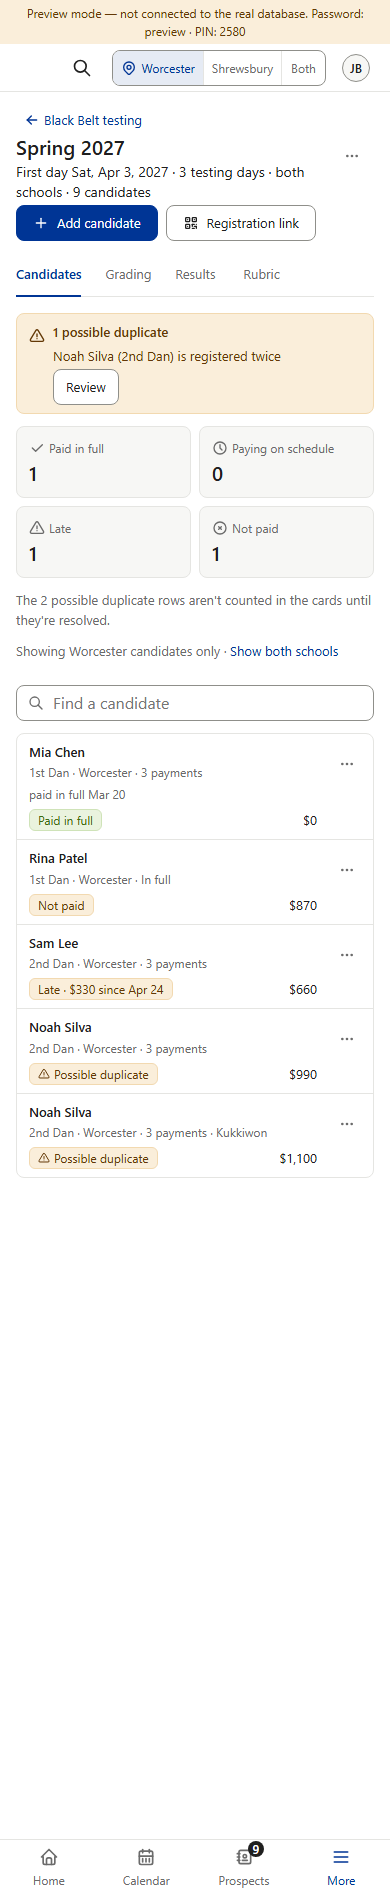 Preview mode — not connected to the real database. Password:
preview · PIN: 2580
Worcester
Shrewsbury
Both
JB
Black Belt testing
Spring 2027
First day Sat, Apr 3, 2027 · 3 testing days · both
schools · 9 candidates
Add candidate
Registration link
Candidates
Grading
Results
Rubric
1 possible duplicate
Noah Silva (2nd Dan) is registered twice
Review
Paid in full
1
Paying on schedule
0
Late
1
Not paid
1
The 2 possible duplicate rows aren't counted in the cards until
they're resolved.
Showing Worcester candidates only · Show both schools
Find a candidate
Mia Chen
1st Dan · Worcester · 3 payments
paid in full Mar 20
Paid in full
$0
Rina Patel
1st Dan · Worcester · In full
Not paid
$870
Sam Lee
2nd Dan · Worcester · 3 payments
Late · $330 since Apr 24
$660
Noah Silva
2nd Dan · Worcester · 3 payments
Possible duplicate
$990
Noah Silva
2nd Dan · Worcester · 3 payments · Kukkiwon
Possible duplicate
$1,100
Home
Calendar
9
Prospects
More